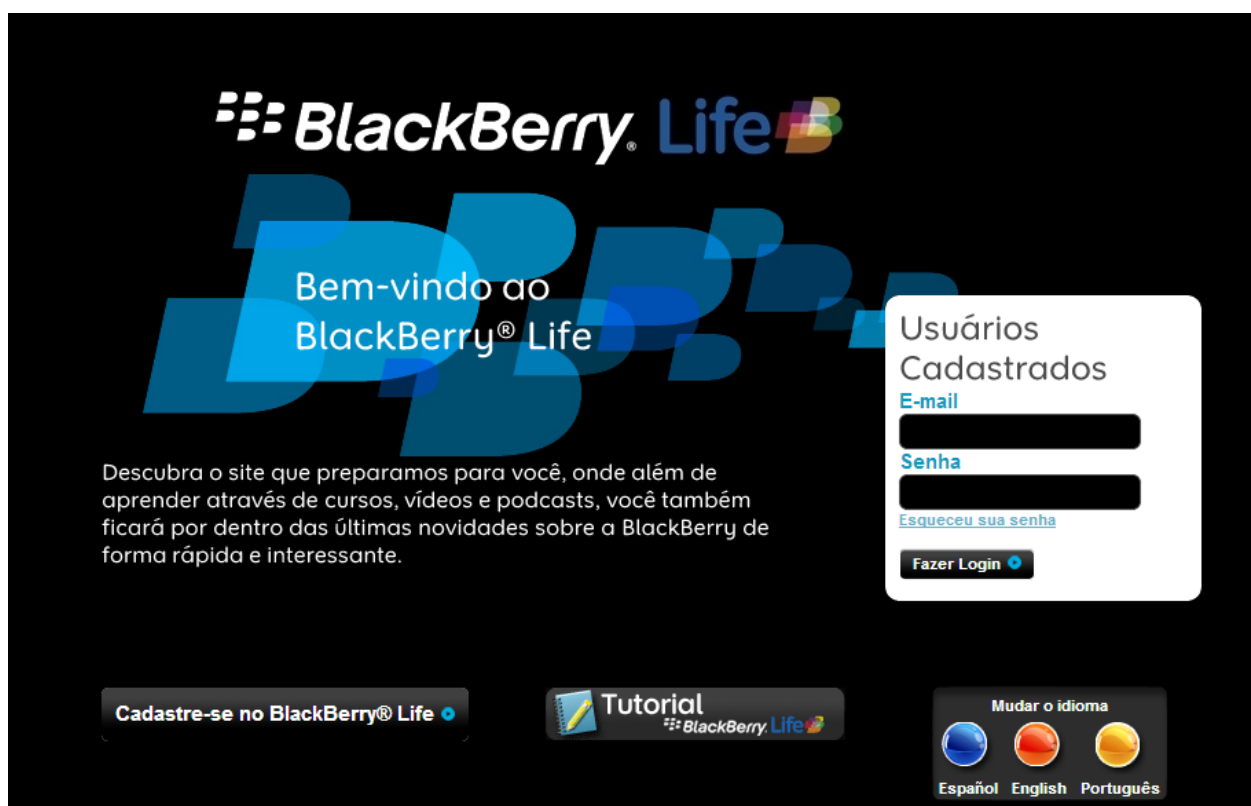 BlackBerry® Life
Bem-vindo ao
BlackBerry® Life
Usuários
Cadastrados
E-mail
Senha
Esqueceu sua senha
Fazer Login
Descubra o site que preparamos para você, onde além de
aprender através de cursos, vídeos e podcasts, você também
ficará por dentro das últimas novidades sobre a BlackBerry de
forma rápida e interessante.
Cadastre-se no BlackBerry® Life
Tutorial
BlackBerry. Life
Mudar o idioma
Español English Português